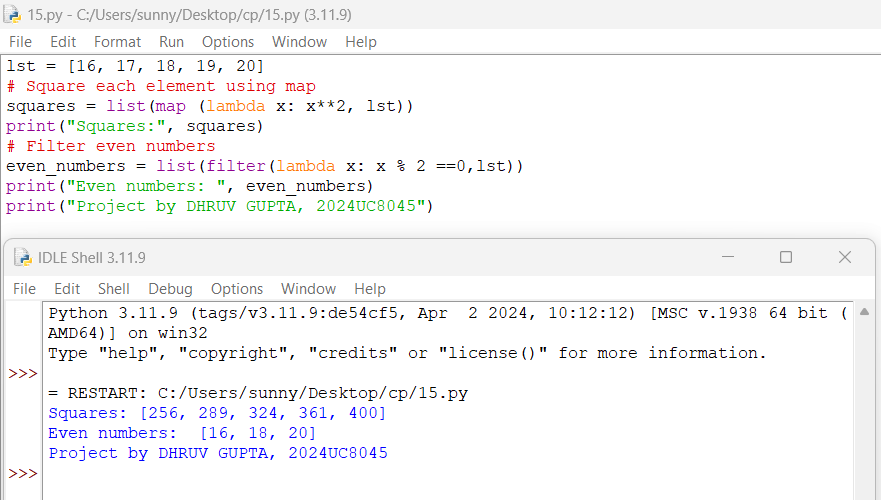 15.py - C:/Users/sunny/Desktop/cp/15.py (3.11.9)
File Edit Format Run Options Window Help
lst = [16, 17, 18, 19, 20]
# Square each element using map
squares = list(map (lambda x: x**2, lst))
print("Squares:", squares)
# Filter even numbers
even_numbers = list(filter(lambda x: x % 2 ==0,lst))
print("Even numbers: ", even_numbers)
print("Project by DHRUV GUPTA, 2024UC8045")
IDLE Shell 3.11.9
File Edit Shell Debug Options Window Help
Python 3.11.9 (tags/v3.11.9:de54cf5, Apr  2 2024, 10:12:12) [MSC v.1938 64 bit (
AMD64)] on win32
Type "help", "copyright", "credits" or "license()" for more information.
>>>
= RESTART: C:/Users/sunny/Desktop/cp/15.py
Squares: [256, 289, 324, 361, 400]
Even numbers:  [16, 18, 20]
Project by DHRUV GUPTA, 2024UC8045
>>>